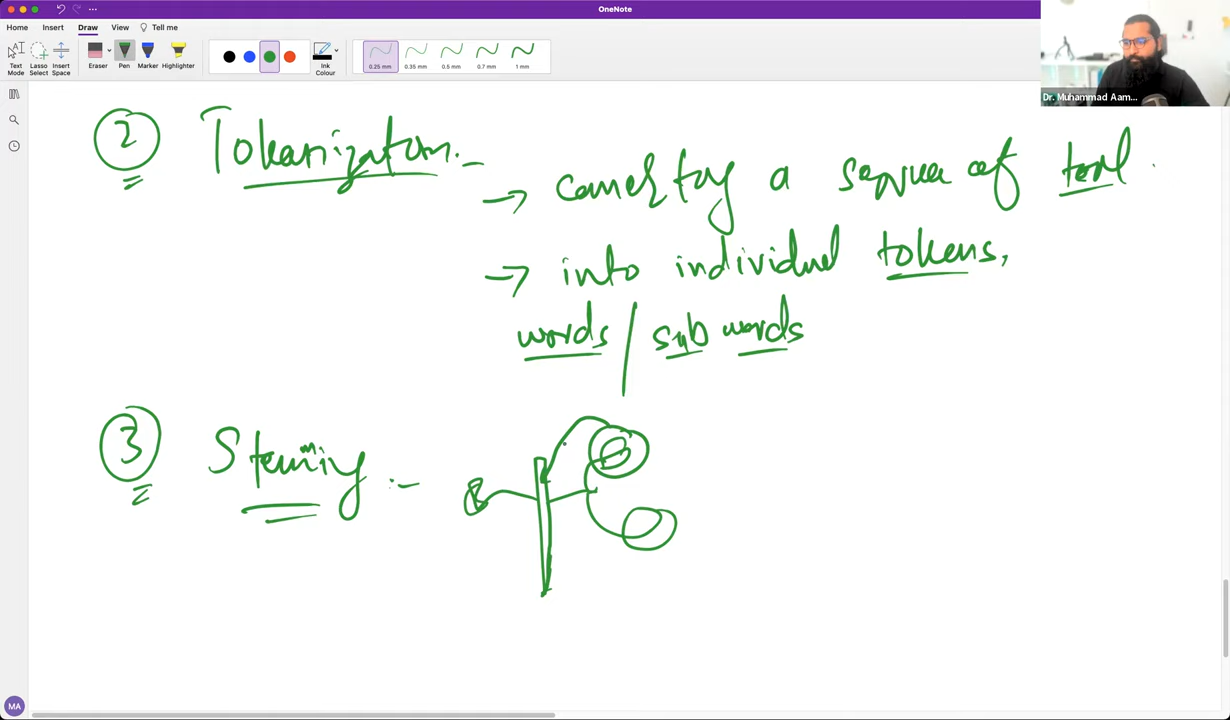 OneNote
Home Insert Draw View Tell me
Text Mode Lasso Select Insert Space Eraser Pen Marker Highlighter Ink Colour 0.25 mm 0.35 mm 0.5 mm 0.7 mm 1 mm
Dr. Muhammad Aam...
2 Tokenization :-
→ a sequence of text .
→ into individual tokens,
words / sub words
3 Stemming :-
MA